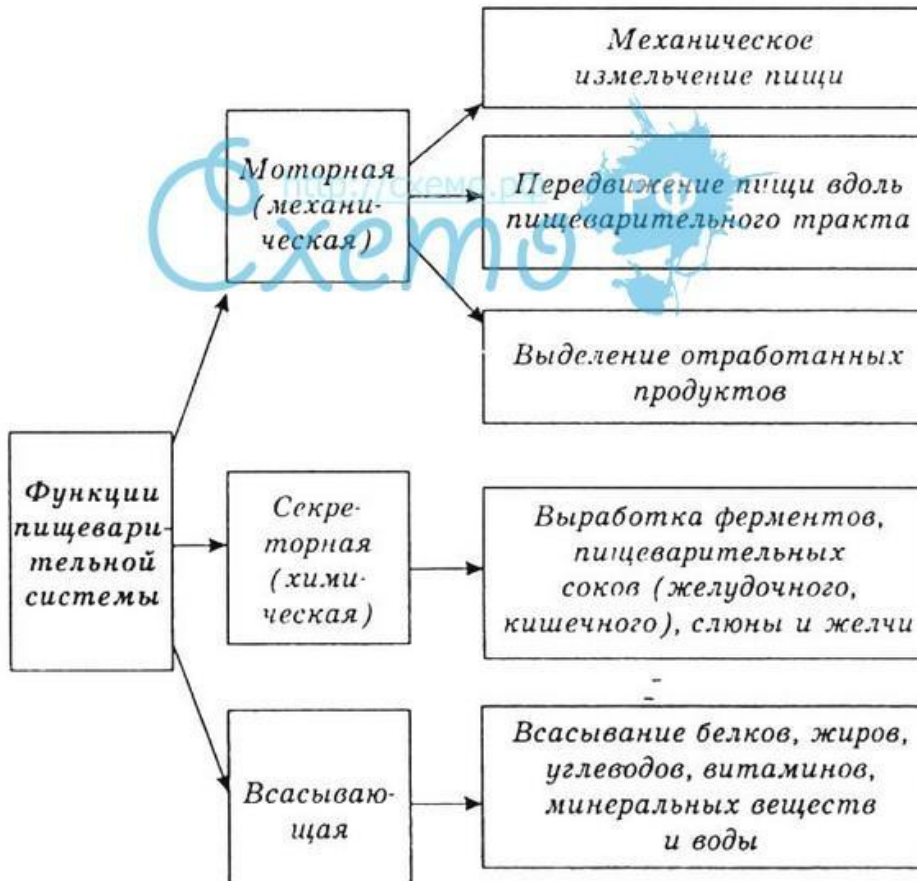 Механическое
измельчение пищи
Моторная
(механи-
ческая)
http://схемо.рф
Схемо
РФ
Передвижение пищи вдоль
пищеварительного тракта
Выделение отработанных
продуктов
Функции
пищевари-
тельной
системы
Секре-
торная
(хими-
ческая)
Выработка ферментов,
пищеварительных
соков (желудочного,
кишечного), слюны и желчи
Всасываю-
щая
Всасывание белков, жиров,
углеводов, витаминов,
минеральных веществ
и воды